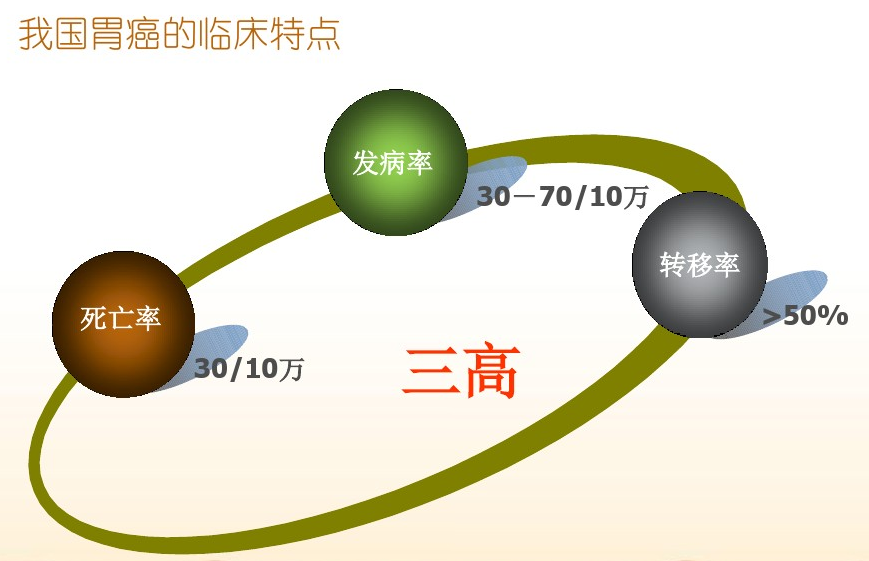 我国胃癌的临床特点
发病率
30－70/10万
转移率
>50%
死亡率
30/10万
三高